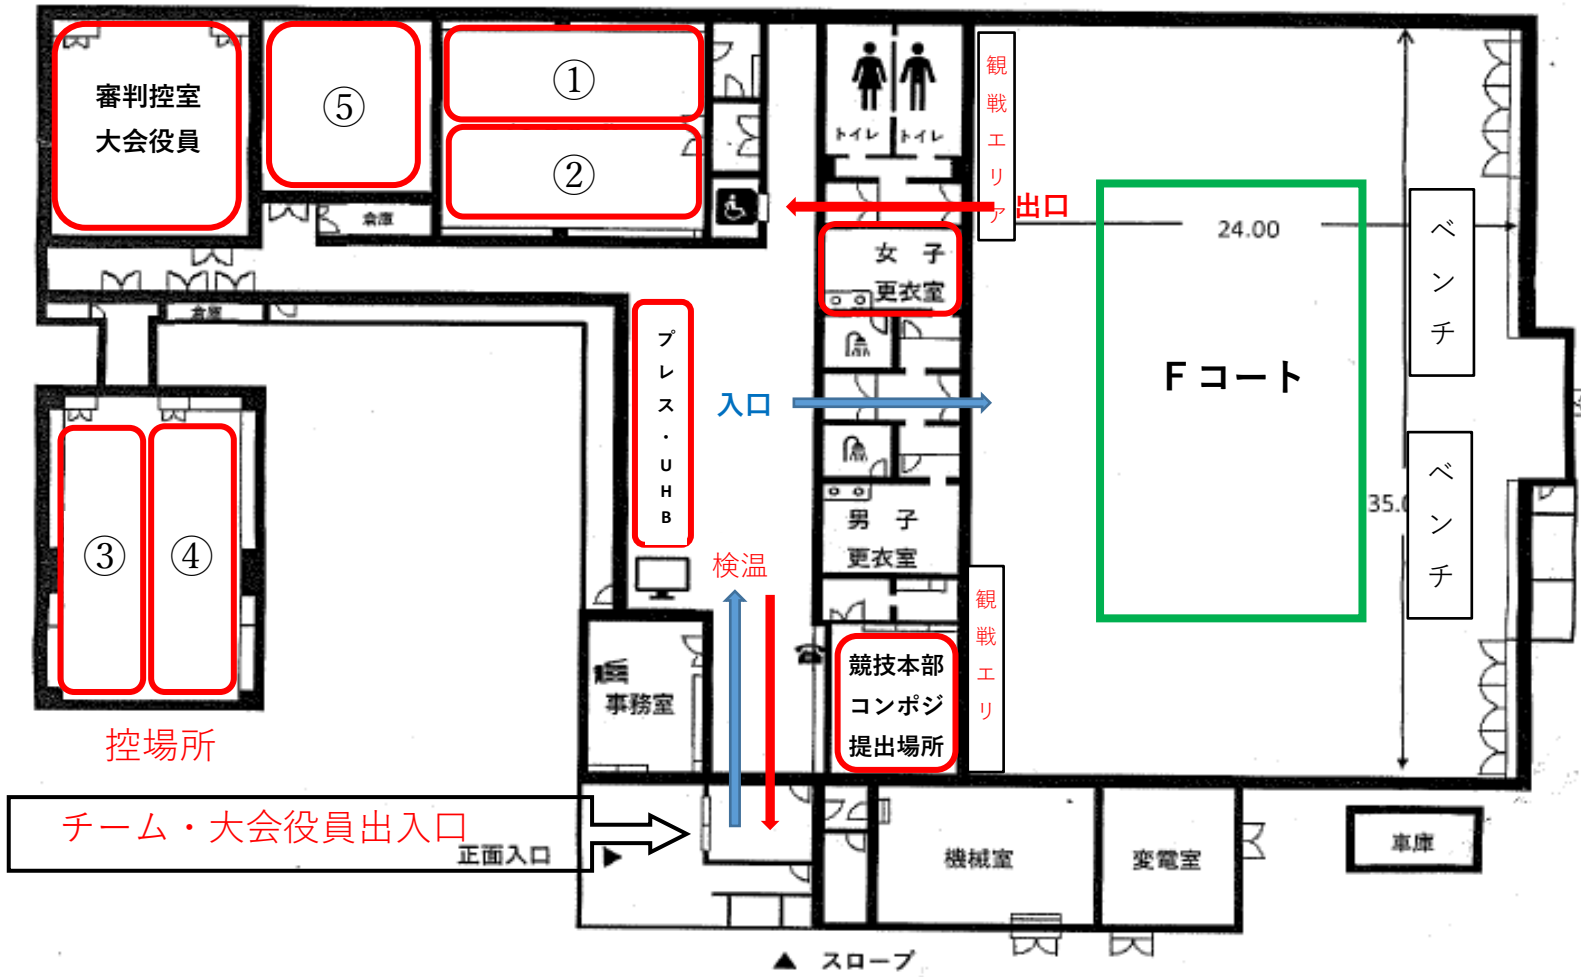 審判控室
大会役員
⑤
①
②
トイレ
トイレ
観戦エリア
出口
24.00
ベンチ
倉庫
女子
更衣室
倉庫
プレス・UHB
入口
Fコート
35.0
ベンチ
③
④
男子
更衣室
検温
観戦エリ
競技本部
コンポジ
提出場所
事務室
控場所
チーム・大会役員出入口
正面入口
機械室
変電室
車庫
スロープ